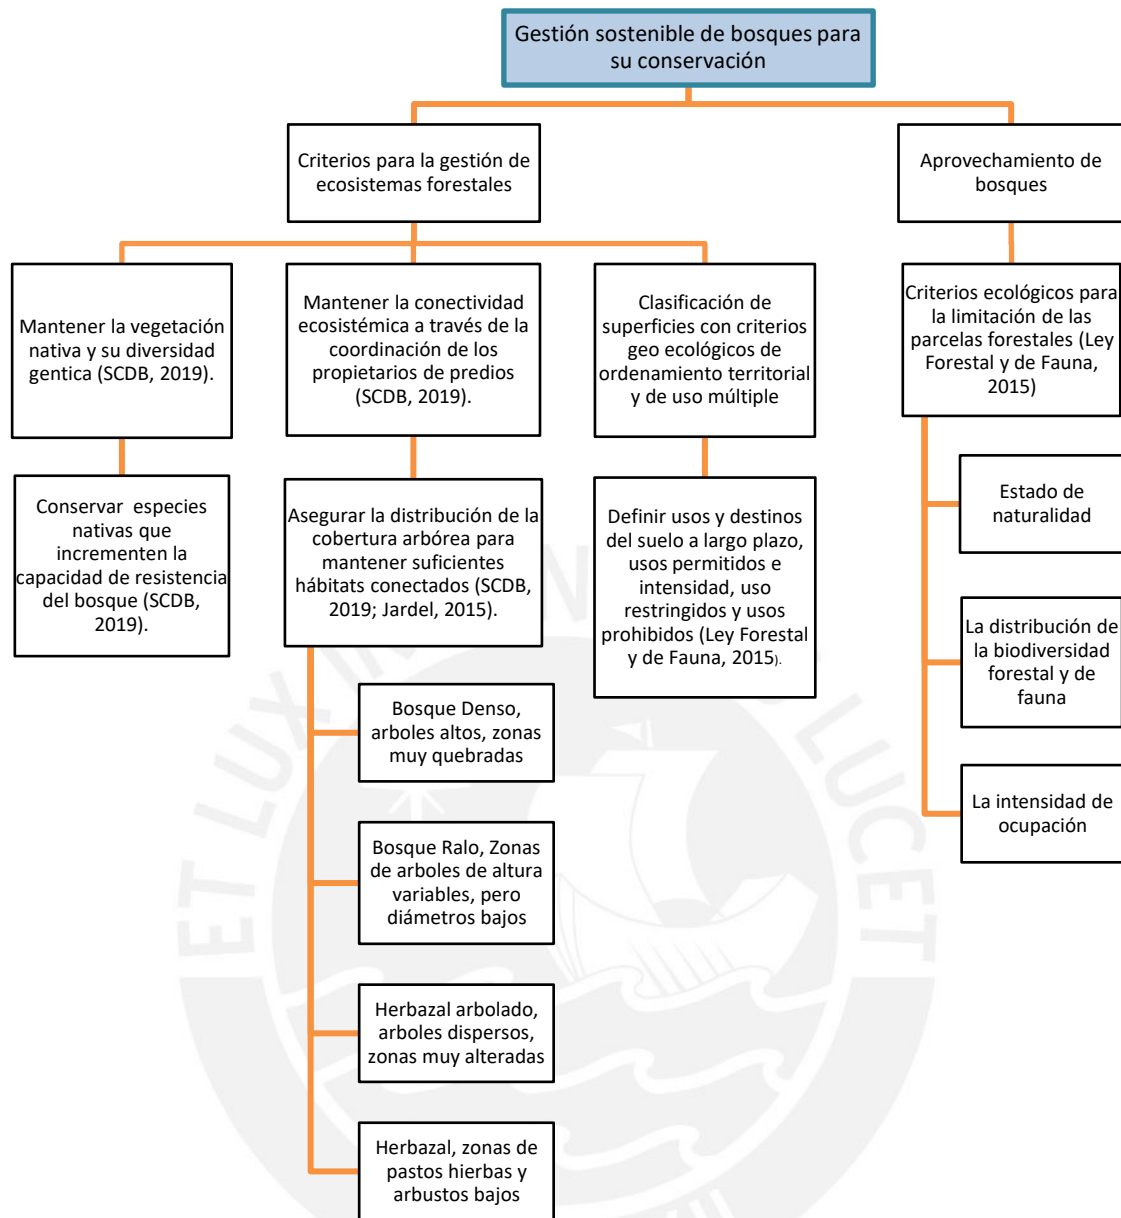 Gestión sostenible de bosques para
su conservación
Criterios para la gestión de
ecosistemas forestales
Aprovechamiento de
bosques
Mantener la vegetación
nativa y su diversidad
gentica (SCDB, 2019).
Mantener la conectividad
ecosistémica a través de la
coordinación de los
propietarios de predios
(SCDB, 2019).
Clasificación de
superficies con criterios
geo ecológicos de
ordenamiento territorial
y de uso múltiple
Criterios ecológicos para
la limitación de las
parcelas forestales (Ley
Forestal y de Fauna,
2015)
Conservar especies
nativas que
incrementen la
capacidad de resistencia
del bosque (SCDB,
2019).
Asegurar la distribución de la
cobertura arbórea para
mantener suficientes
hábitats conectados (SCDB,
2019; Jardel, 2015).
Definir usos y destinos
del suelo a largo plazo,
usos permitidos e
intensidad, uso
restringidos y usos
prohibidos (Ley Forestal
y de Fauna, 2015).
Estado de
naturalidad
La distribución de
la biodiversidad
forestal y de
fauna
La intensidad de
ocupación
Bosque Denso,
arboles altos, zonas
muy quebradas
Bosque Ralo, Zonas
de arboles de altura
variables, pero
diámetros bajos
Herbazal arbolado,
arboles dispersos,
zonas muy alteradas
Herbazal, zonas de
pastos hierbas y
arbustos bajos
ET LUX IN
LUCET